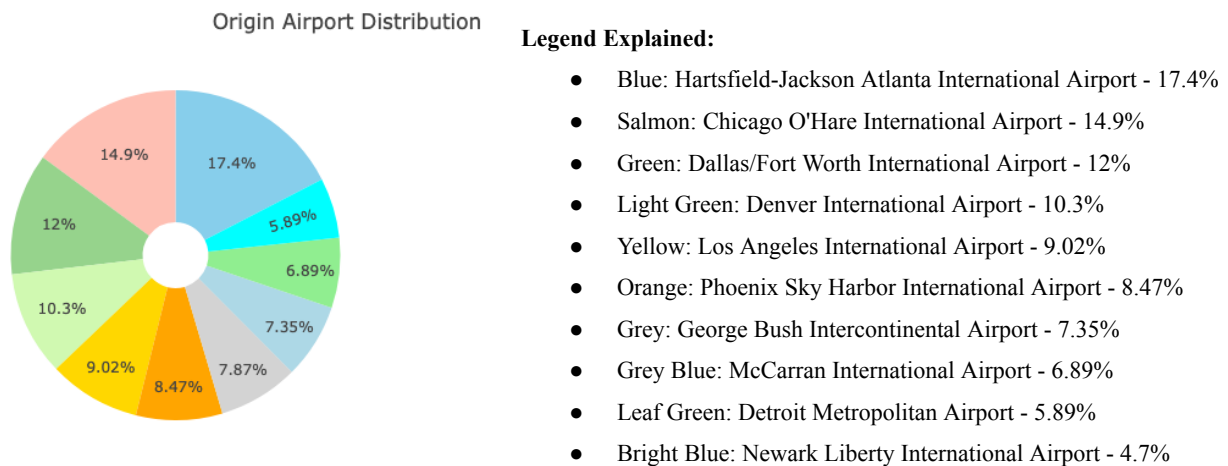 Origin Airport Distribution
17.4%
5.89%
6.89%
7.35%
7.87%
8.47%
9.02%
10.3%
12%
14.9%
Legend Explained:
● Blue: Hartsfield-Jackson Atlanta International Airport - 17.4%
● Salmon: Chicago O'Hare International Airport - 14.9%
● Green: Dallas/Fort Worth International Airport - 12%
● Light Green: Denver International Airport - 10.3%
● Yellow: Los Angeles International Airport - 9.02%
● Orange: Phoenix Sky Harbor International Airport - 8.47%
● Grey: George Bush Intercontinental Airport - 7.35%
● Grey Blue: McCarran International Airport - 6.89%
● Leaf Green: Detroit Metropolitan Airport - 5.89%
● Bright Blue: Newark Liberty International Airport - 4.7%